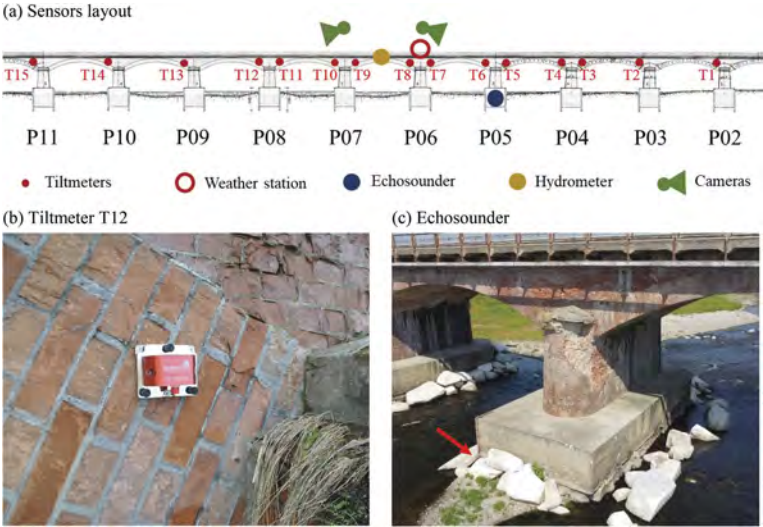 (a) Sensors layout
T15 T14 T13 T12 T11 T10 T9 T8 T7 T6 T5 T4 T3 T2 T1
P11 P10 P09 P08 P07 P06 P05 P04 P03 P02
Tiltmeters Weather station Echosounder Hydrometer Cameras
(b) Tiltmeter T12 (c) Echosounder